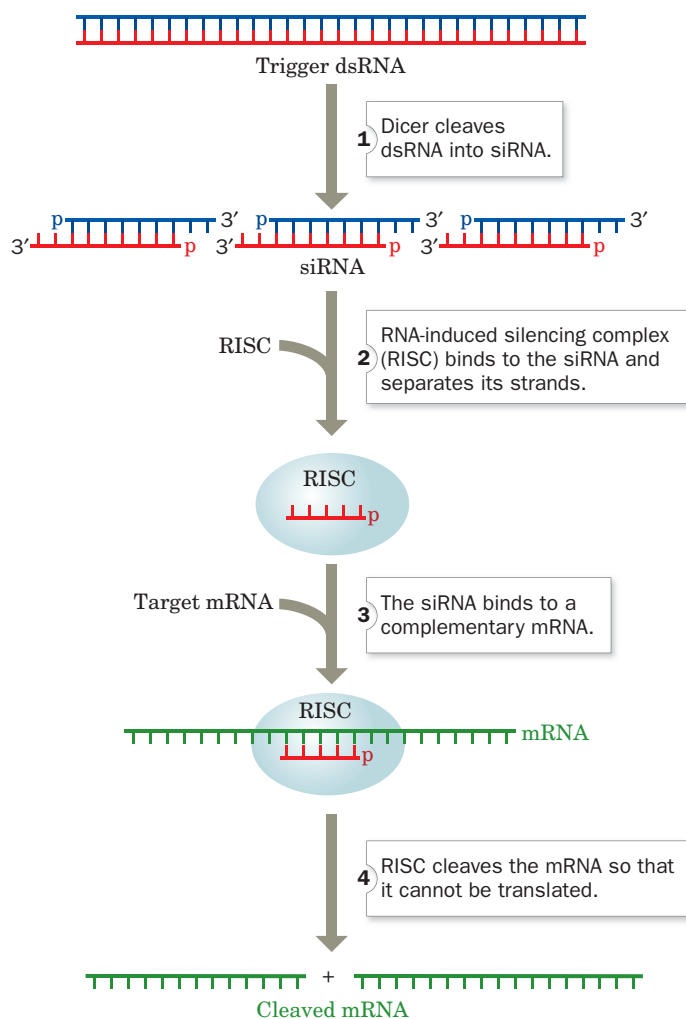 Trigger dsRNA
1 Dicer cleaves
dsRNA into siRNA.
p 3′ p 3′ p 3′
3′ p 3′ p 3′ p
siRNA
RISC
2 RNA-induced silencing complex
(RISC) binds to the siRNA and
separates its strands.
RISC
p
Target mRNA
3 The siRNA binds to a
complementary mRNA.
RISC
mRNA
p
4 RISC cleaves the mRNA so that
it cannot be translated.
+
Cleaved mRNA